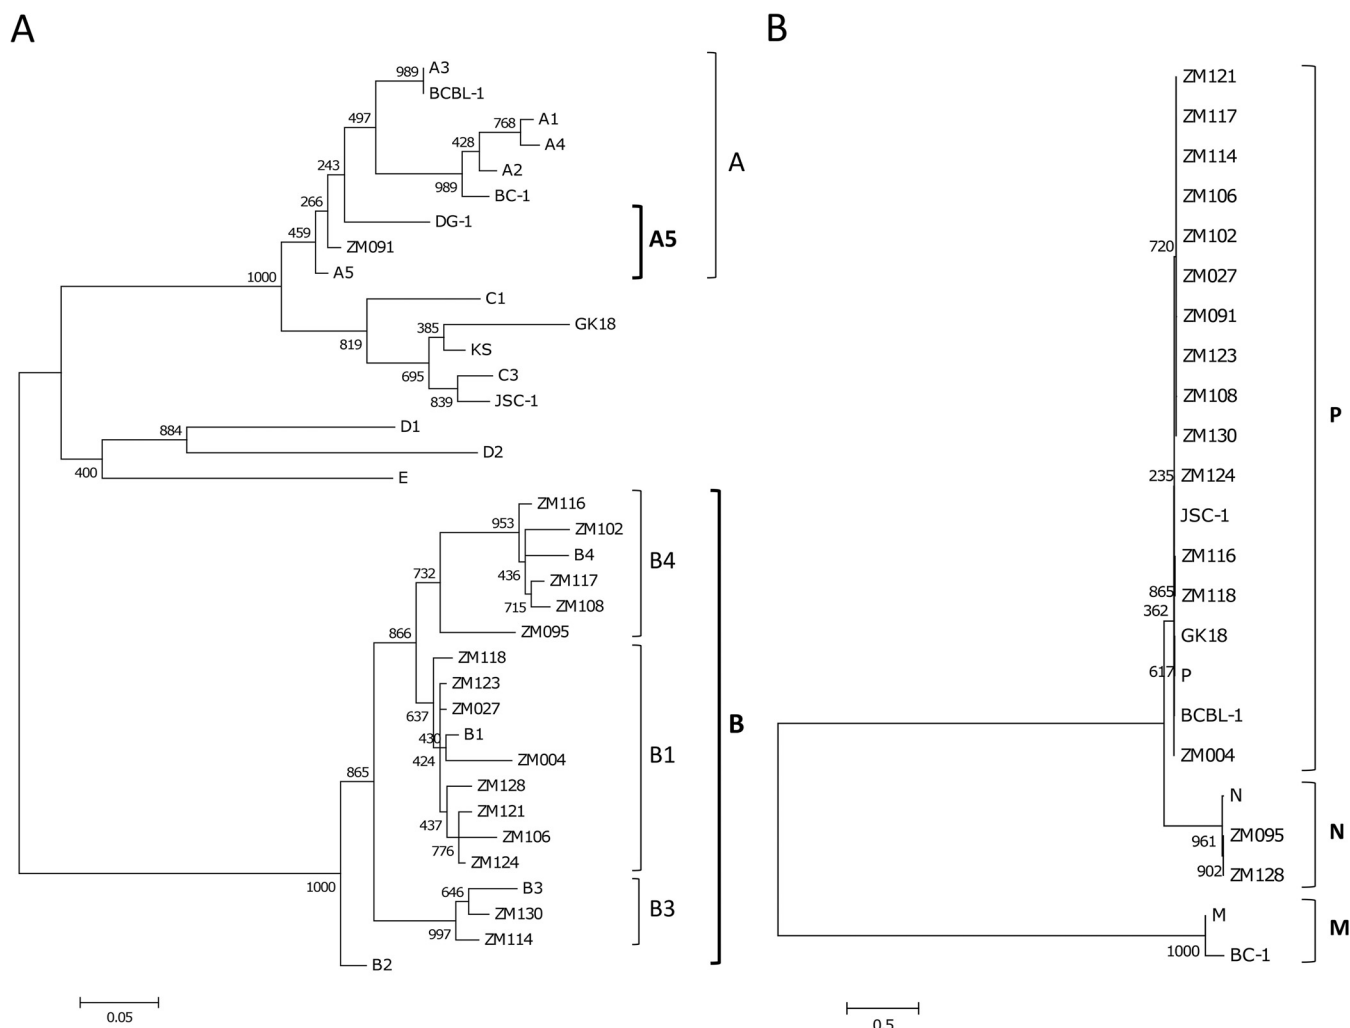 A
989
A3
BCBL-1
497
768
A1
A4
428
A2
989
BC-1
243
DG-1
266
ZM091
459
A5
1000
C1
385
GK18
819
KS
695
C3
839
JSC-1
884
D1
D2
400
E
A
A5
953
ZM116
ZM102
B4
436
ZM117
715
ZM108
732
ZM095
866
ZM118
ZM123
637
ZM027
430
B1
424
ZM004
865
ZM128
ZM121
437
ZM106
776
ZM124
646
B3
ZM130
997
ZM114
1000
B2
B4
B1
B3
B
0.05
B
ZM121
ZM117
ZM114
ZM106
ZM102
720
ZM027
ZM091
ZM123
ZM108
ZM130
235
ZM124
JSC-1
ZM116
865
ZM118
362
GK18
617
P
BCBL-1
ZM004
P
N
961
ZM095
902
ZM128
N
M
1000
BC-1
M
0.5